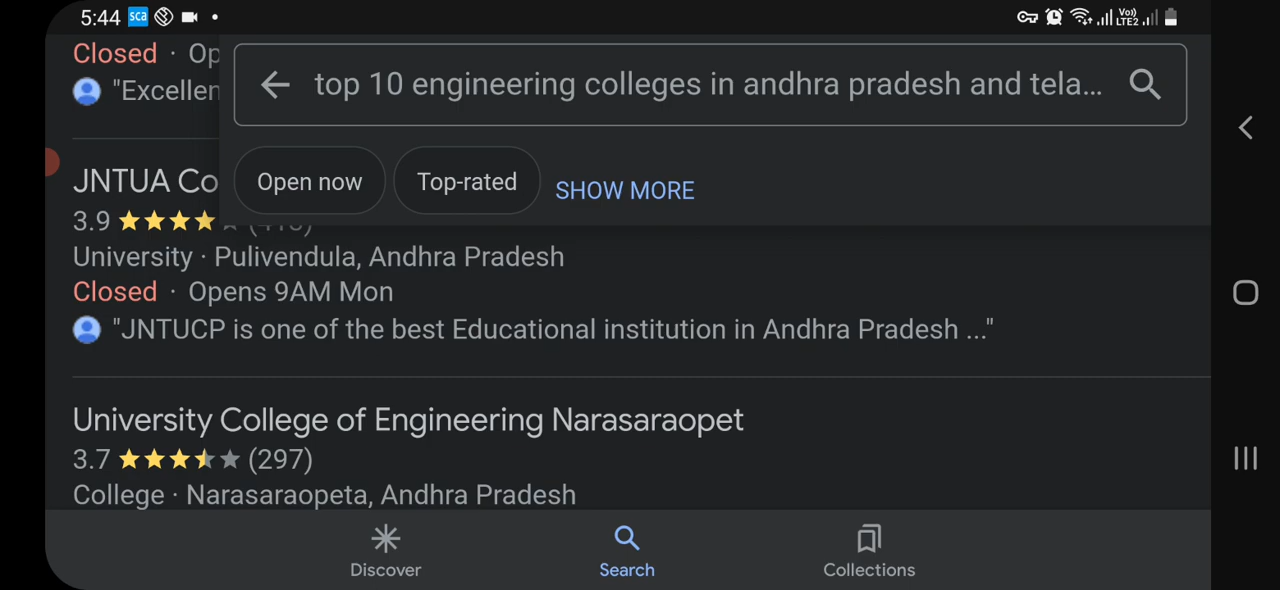 5:44 sca Vo)) LTE2
Closed · Op
"Excellen
top 10 engineering colleges in andhra pradesh and tela...
Open now Top-rated SHOW MORE
JNTUA Co
3.9
University · Pulivendula, Andhra Pradesh
Closed · Opens 9AM Mon
"JNTUCP is one of the best Educational institution in Andhra Pradesh ..."
University College of Engineering Narasaraopet
3.7 (297)
College · Narasaraopeta, Andhra Pradesh
Discover Search Collections